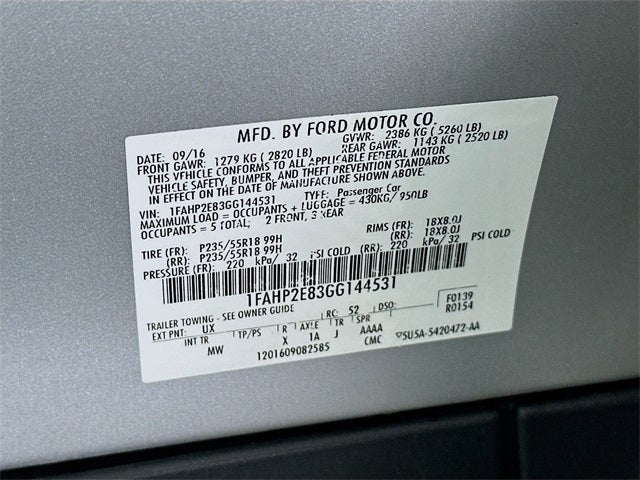 MFD. BY FORD MOTOR CO.
DATE: 09/16 GVWR: 2386 KG (5260 LB)
FRONT GAWR: 1279 KG (2820 LB) REAR GAWR: 1143 KG (2520 LB)
THIS VEHICLE CONFORMS TO ALL APPLICABLE FEDERAL MOTOR
VEHICLE SAFETY, BUMPER, AND THEFT PREVENTION STANDARDS
IN EFFECT ON THE DATE OF MANUFACTURE SHOWN ABOVE.
VIN: 1FAHP2E83GG144531 TYPE: Passenger Car
MAXIMUM LOAD = OCCUPANTS + LUGGAGE = 430KG/ 950LB
OCCUPANTS = 5 TOTAL; 2 FRONT, 3 REAR
TIRE (FR): P235/55R18 99H RIMS (FR): 18X8.0J
(RR): P235/55R18 99H (RR): 18X8.0J
PRESSURE (FR): 220 kPa/ 32 PSI COLD (RR): 220 kPa/ 32 PSI COLD
1FAHP2E83GG144531
TRAILER TOWING - SEE OWNER GUIDE RC: 52 DSO: F0139
EXT PNT: UX R0154
INT TR TP/PS R AXLE TR SPR
MW X 1A J AAAA
1201609082585 CMC ▽5U5A-5420472-AA